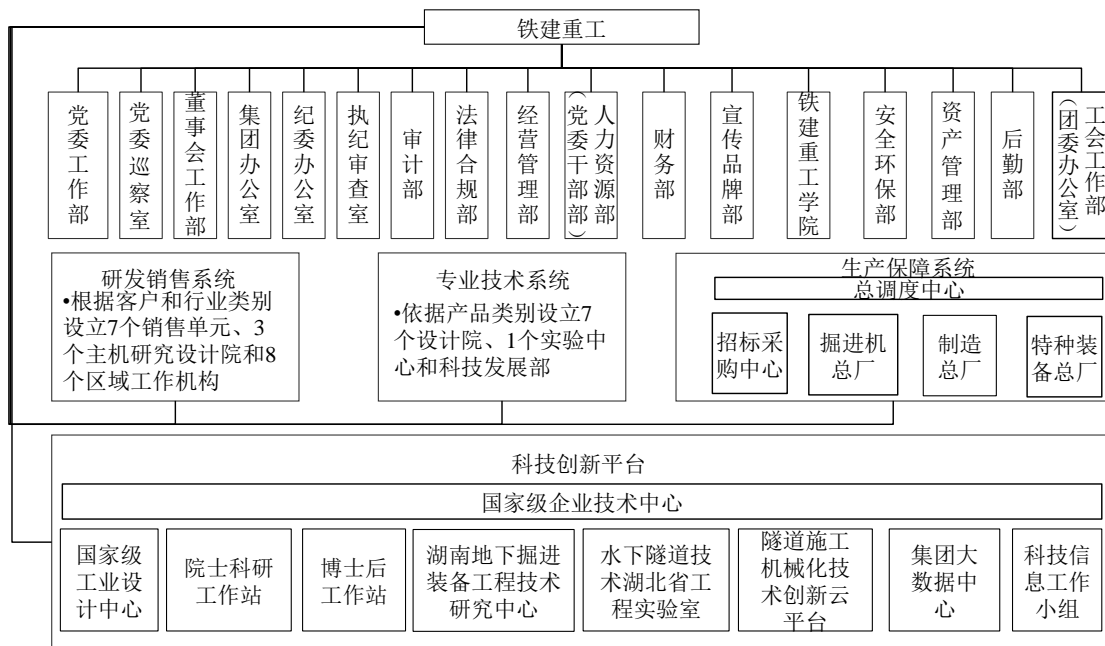 铁建重工
党委工作部
党委巡察室
董事会工作部
集团办公室
纪委办公室
执纪审查室
审计部
法律合规部
经营管理部
人力资源部
（党委干部部）
财务部
宣传品牌部
铁建重工学院
安全环保部
资产管理部
后勤部
工会工作部
（团委办公室）
研发销售系统
•根据客户和行业类别
设立7个销售单元、3
个主机研究设计院和8
个区域工作机构
专业技术系统
•依据产品类别设立7
个设计院、1个实验中
心和科技发展部
生产保障系统
总调度中心
招标采
购中心
掘进机
总厂
制造
总厂
特种装
备总厂
科技创新平台
国家级企业技术中心
国家级
工业设
计中心
院士科研
工作站
博士后
工作站
湖南地下掘进
装备工程技术
研究中心
水下隧道技
术湖北省工
程实验室
隧道施工
机械化技
术创新云
平台
集团大
数据中
心
科技信
息工作
小组